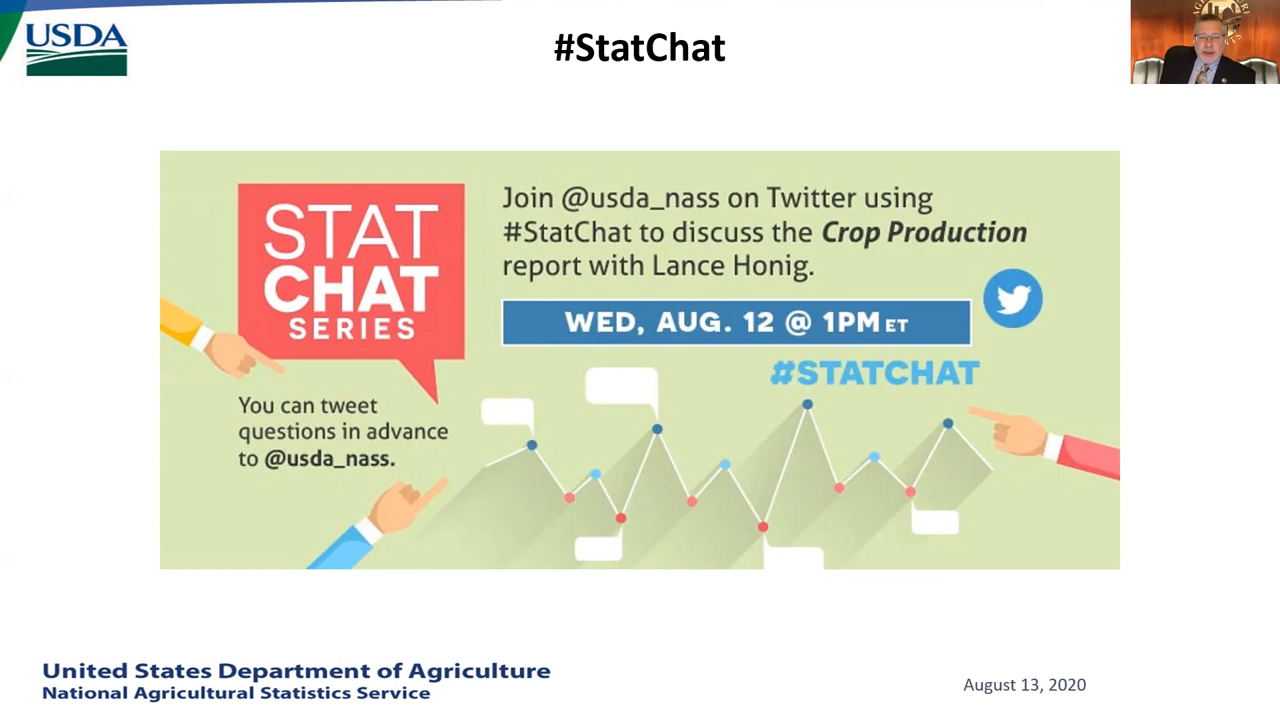 USDA
#StatChat
STAT
CHAT
SERIES
Join @usda_nass on Twitter using
#StatChat to discuss the Crop Production
report with Lance Honig.
WED, AUG. 12 @ 1PM ET
#STATCHAT
You can tweet
questions in advance
to @usda_nass.
United States Department of Agriculture
National Agricultural Statistics Service
August 13, 2020